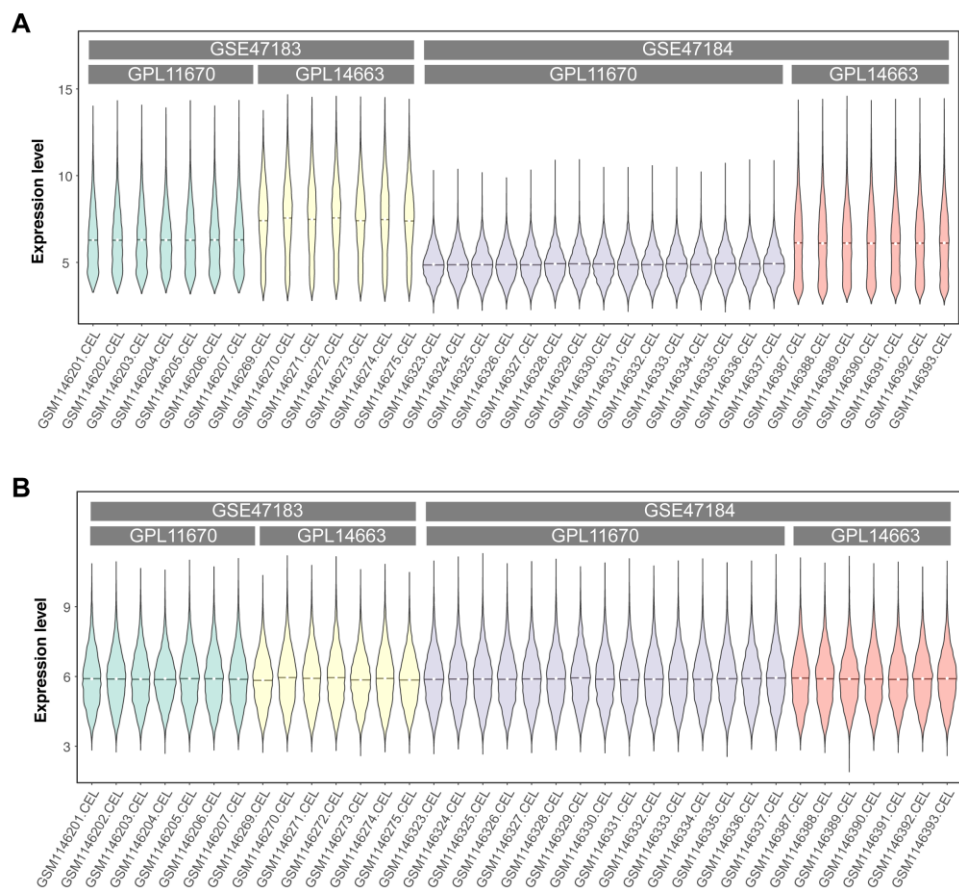 A
GSE47183 GSE47184
GPL11670 GPL14663 GPL11670 GPL14663
15
10
5
Expression level
GSM1146201.CEL
GSM1146202.CEL
GSM1146203.CEL
GSM1146204.CEL
GSM1146205.CEL
GSM1146206.CEL
GSM1146207.CEL
GSM1146269.CEL
GSM1146270.CEL
GSM1146271.CEL
GSM1146272.CEL
GSM1146273.CEL
GSM1146274.CEL
GSM1146275.CEL
GSM1146323.CEL
GSM1146324.CEL
GSM1146325.CEL
GSM1146326.CEL
GSM1146327.CEL
GSM1146328.CEL
GSM1146329.CEL
GSM1146330.CEL
GSM1146331.CEL
GSM1146332.CEL
GSM1146333.CEL
GSM1146334.CEL
GSM1146335.CEL
GSM1146336.CEL
GSM1146337.CEL
GSM1146387.CEL
GSM1146388.CEL
GSM1146389.CEL
GSM1146390.CEL
GSM1146391.CEL
GSM1146392.CEL
GSM1146393.CEL
B
GSE47183 GSE47184
GPL11670 GPL14663 GPL11670 GPL14663
9
6
3
Expression level
GSM1146201.CEL
GSM1146202.CEL
GSM1146203.CEL
GSM1146204.CEL
GSM1146205.CEL
GSM1146206.CEL
GSM1146207.CEL
GSM1146269.CEL
GSM1146270.CEL
GSM1146271.CEL
GSM1146272.CEL
GSM1146273.CEL
GSM1146274.CEL
GSM1146275.CEL
GSM1146323.CEL
GSM1146324.CEL
GSM1146325.CEL
GSM1146326.CEL
GSM1146327.CEL
GSM1146328.CEL
GSM1146329.CEL
GSM1146330.CEL
GSM1146331.CEL
GSM1146332.CEL
GSM1146333.CEL
GSM1146334.CEL
GSM1146335.CEL
GSM1146336.CEL
GSM1146337.CEL
GSM1146387.CEL
GSM1146388.CEL
GSM1146389.CEL
GSM1146390.CEL
GSM1146391.CEL
GSM1146392.CEL
GSM1146393.CEL